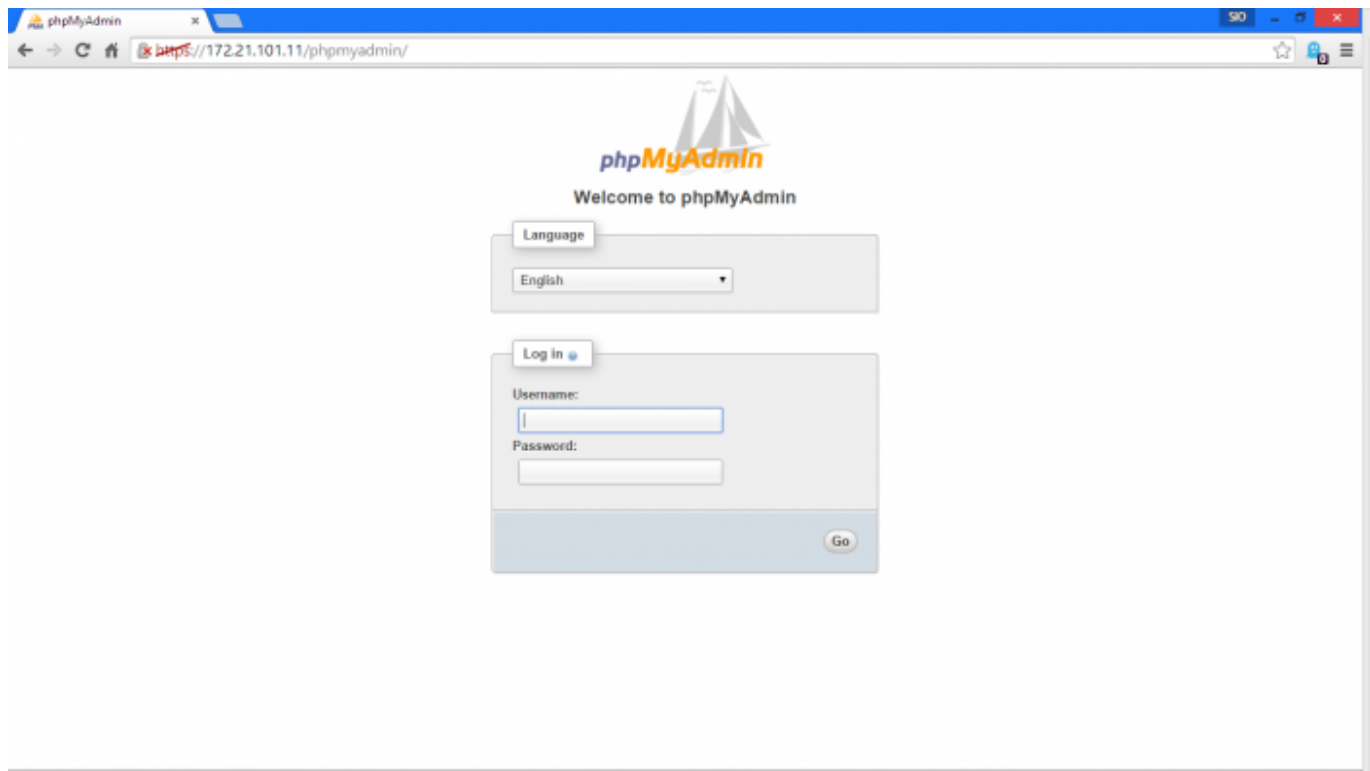 phpMyAdmin
SIO
https://172.21.101.11/phpmyadmin/
0
phpMyAdmin
Welcome to phpMyAdmin
Language
English
Log in
Username:
Password:
Go